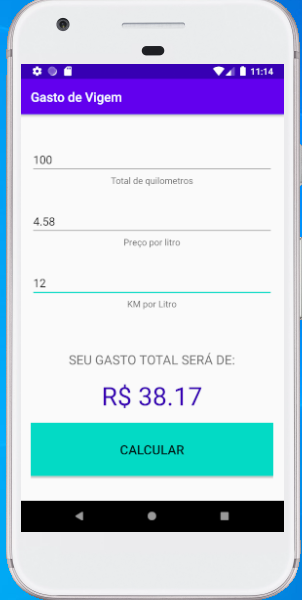 11:14
Gasto de Vigem
100
Total de quilometros
4.58
Preço por litro
12
KM por Litro
SEU GASTO TOTAL SERÁ DE:
R$ 38.17
CALCULAR